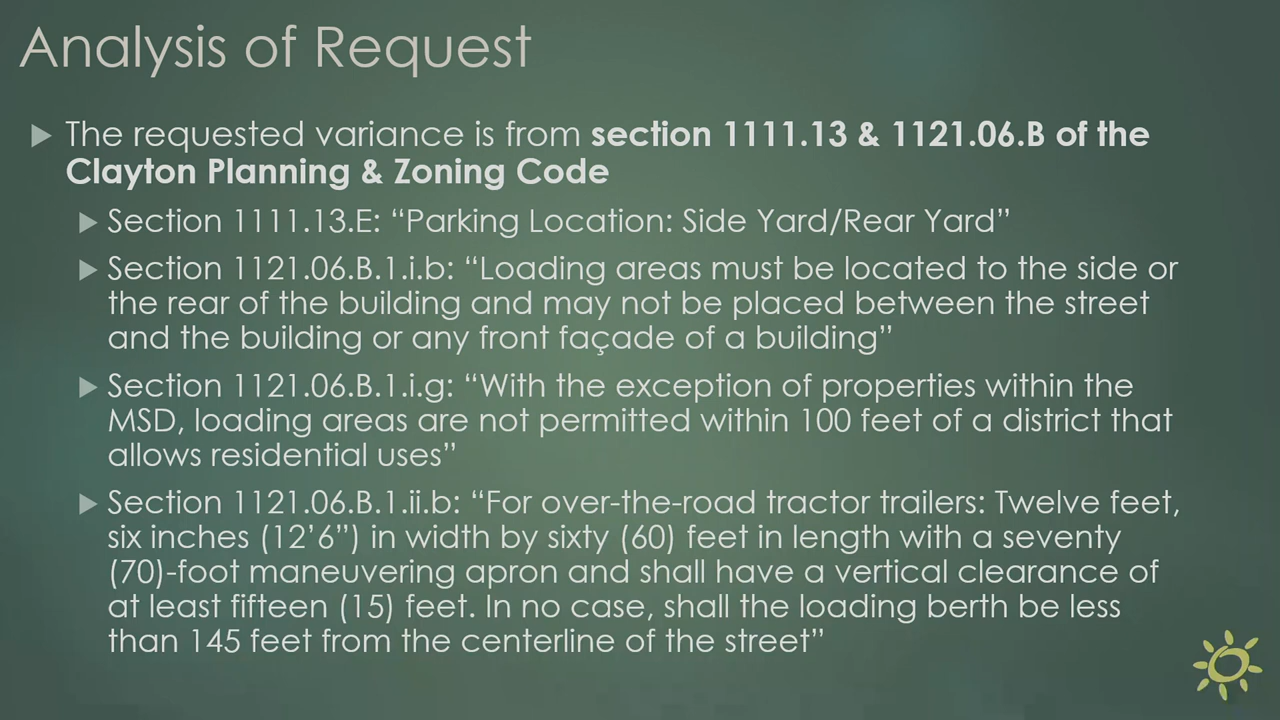 Analysis of Request
The requested variance is from section 1111.13 & 1121.06.B of the
Clayton Planning & Zoning Code
Section 1111.13.E: “Parking Location: Side Yard/Rear Yard”
Section 1121.06.B.1.i.b: “Loading areas must be located to the side or
the rear of the building and may not be placed between the street
and the building or any front façade of a building”
Section 1121.06.B.1.i.g: “With the exception of properties within the
MSD, loading areas are not permitted within 100 feet of a district that
allows residential uses”
Section 1121.06.B.1.ii.b: “For over-the-road tractor trailers: Twelve feet,
six inches (12’6”) in width by sixty (60) feet in length with a seventy
(70)-foot maneuvering apron and shall have a vertical clearance of
at least fifteen (15) feet. In no case, shall the loading berth be less
than 145 feet from the centerline of the street”